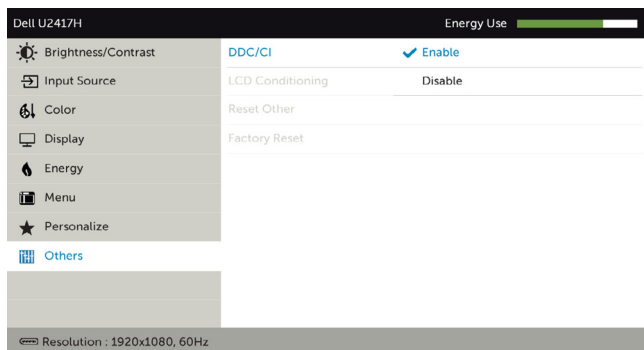 Dell U2417H
Energy Use
Brightness/Contrast
Input Source
Color
Display
Energy
Menu
Personalize
Others
DDC/CI
LCD Conditioning
Reset Other
Factory Reset
Enable
Disable
Resolution : 1920x1080, 60Hz